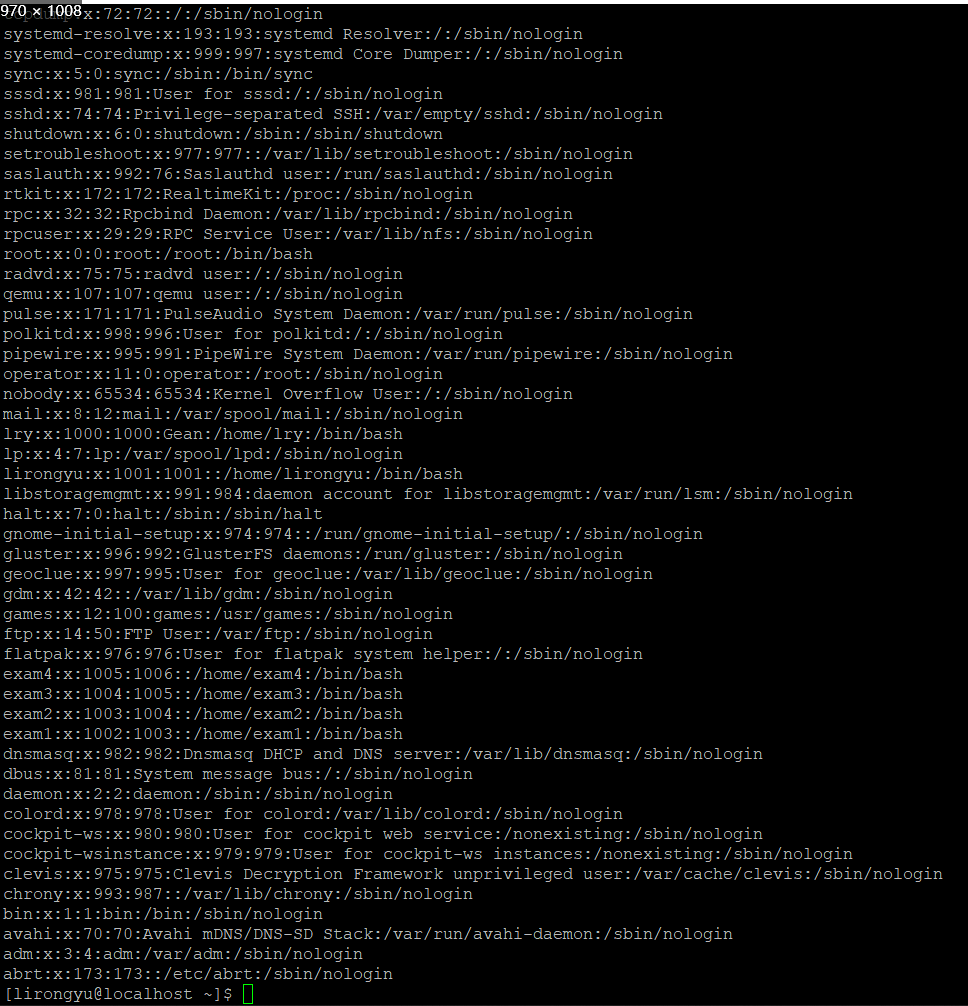 970 × 1008
tcpdump:x:72:72::/:/sbin/nologin
systemd-resolve:x:193:193:systemd Resolver:/:/sbin/nologin
systemd-coredump:x:999:997:systemd Core Dumper:/:/sbin/nologin
sync:x:5:0:sync:/sbin:/bin/sync
sssd:x:981:981:User for sssd:/:/sbin/nologin
sshd:x:74:74:Privilege-separated SSH:/var/empty/sshd:/sbin/nologin
shutdown:x:6:0:shutdown:/sbin:/sbin/shutdown
setroubleshoot:x:977:977::/var/lib/setroubleshoot:/sbin/nologin
saslauth:x:992:76:Saslauthd user:/run/saslauthd:/sbin/nologin
rtkit:x:172:172:RealtimeKit:/proc:/sbin/nologin
rpc:x:32:32:Rpcbind Daemon:/var/lib/rpcbind:/sbin/nologin
rpcuser:x:29:29:RPC Service User:/var/lib/nfs:/sbin/nologin
root:x:0:0:root:/root:/bin/bash
radvd:x:75:75:radvd user:/:/sbin/nologin
qemu:x:107:107:qemu user:/:/sbin/nologin
pulse:x:171:171:PulseAudio System Daemon:/var/run/pulse:/sbin/nologin
polkitd:x:998:996:User for polkitd:/:/sbin/nologin
pipewire:x:995:991:PipeWire System Daemon:/var/run/pipewire:/sbin/nologin
operator:x:11:0:operator:/root:/sbin/nologin
nobody:x:65534:65534:Kernel Overflow User:/:/sbin/nologin
mail:x:8:12:mail:/var/spool/mail:/sbin/nologin
lry:x:1000:1000:Gean:/home/lry:/bin/bash
lp:x:4:7:lp:/var/spool/lpd:/sbin/nologin
lirongyu:x:1001:1001::/home/lirongyu:/bin/bash
libstoragemgmt:x:991:984:daemon account for libstoragemgmt:/var/run/lsm:/sbin/nologin
halt:x:7:0:halt:/sbin:/sbin/halt
gnome-initial-setup:x:974:974::/run/gnome-initial-setup/:/sbin/nologin
gluster:x:996:992:GlusterFS daemons:/run/gluster:/sbin/nologin
geoclue:x:997:995:User for geoclue:/var/lib/geoclue:/sbin/nologin
gdm:x:42:42::/var/lib/gdm:/sbin/nologin
games:x:12:100:games:/usr/games:/sbin/nologin
ftp:x:14:50:FTP User:/var/ftp:/sbin/nologin
flatpak:x:976:976:User for flatpak system helper:/:/sbin/nologin
exam4:x:1005:1006::/home/exam4:/bin/bash
exam3:x:1004:1005::/home/exam3:/bin/bash
exam2:x:1003:1004::/home/exam2:/bin/bash
exam1:x:1002:1003::/home/exam1:/bin/bash
dnsmasq:x:982:982:Dnsmasq DHCP and DNS server:/var/lib/dnsmasq:/sbin/nologin
dbus:x:81:81:System message bus:/:/sbin/nologin
daemon:x:2:2:daemon:/sbin:/sbin/nologin
colord:x:978:978:User for colord:/var/lib/colord:/sbin/nologin
cockpit-ws:x:980:980:User for cockpit web service:/nonexisting:/sbin/nologin
cockpit-wsinstance:x:979:979:User for cockpit-ws instances:/nonexisting:/sbin/nologin
clevis:x:975:975:Clevis Decryption Framework unprivileged user:/var/cache/clevis:/sbin/nologin
chrony:x:993:987::/var/lib/chrony:/sbin/nologin
bin:x:1:1:bin:/bin:/sbin/nologin
avahi:x:70:70:Avahi mDNS/DNS-SD Stack:/var/run/avahi-daemon:/sbin/nologin
adm:x:3:4:adm:/var/adm:/sbin/nologin
abrt:x:173:173::/etc/abrt:/sbin/nologin
[lirongyu@localhost ~]$